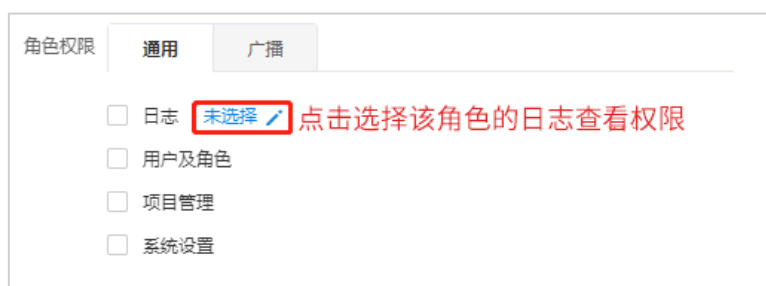 角色权限 通用 广播
日志 未选择 点击选择该角色的日志查看权限
用户及角色
项目管理
系统设置